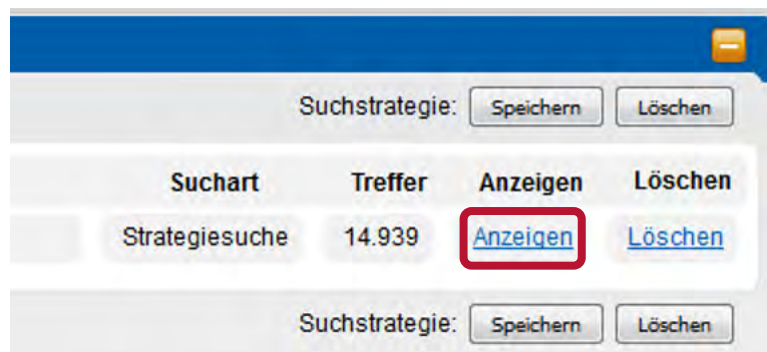 Suchstrategie: Speichern Löschen
Suchart Treffer Anzeigen Löschen
Strategiesuche 14.939 Anzeigen Löschen
Suchstrategie: Speichern Löschen